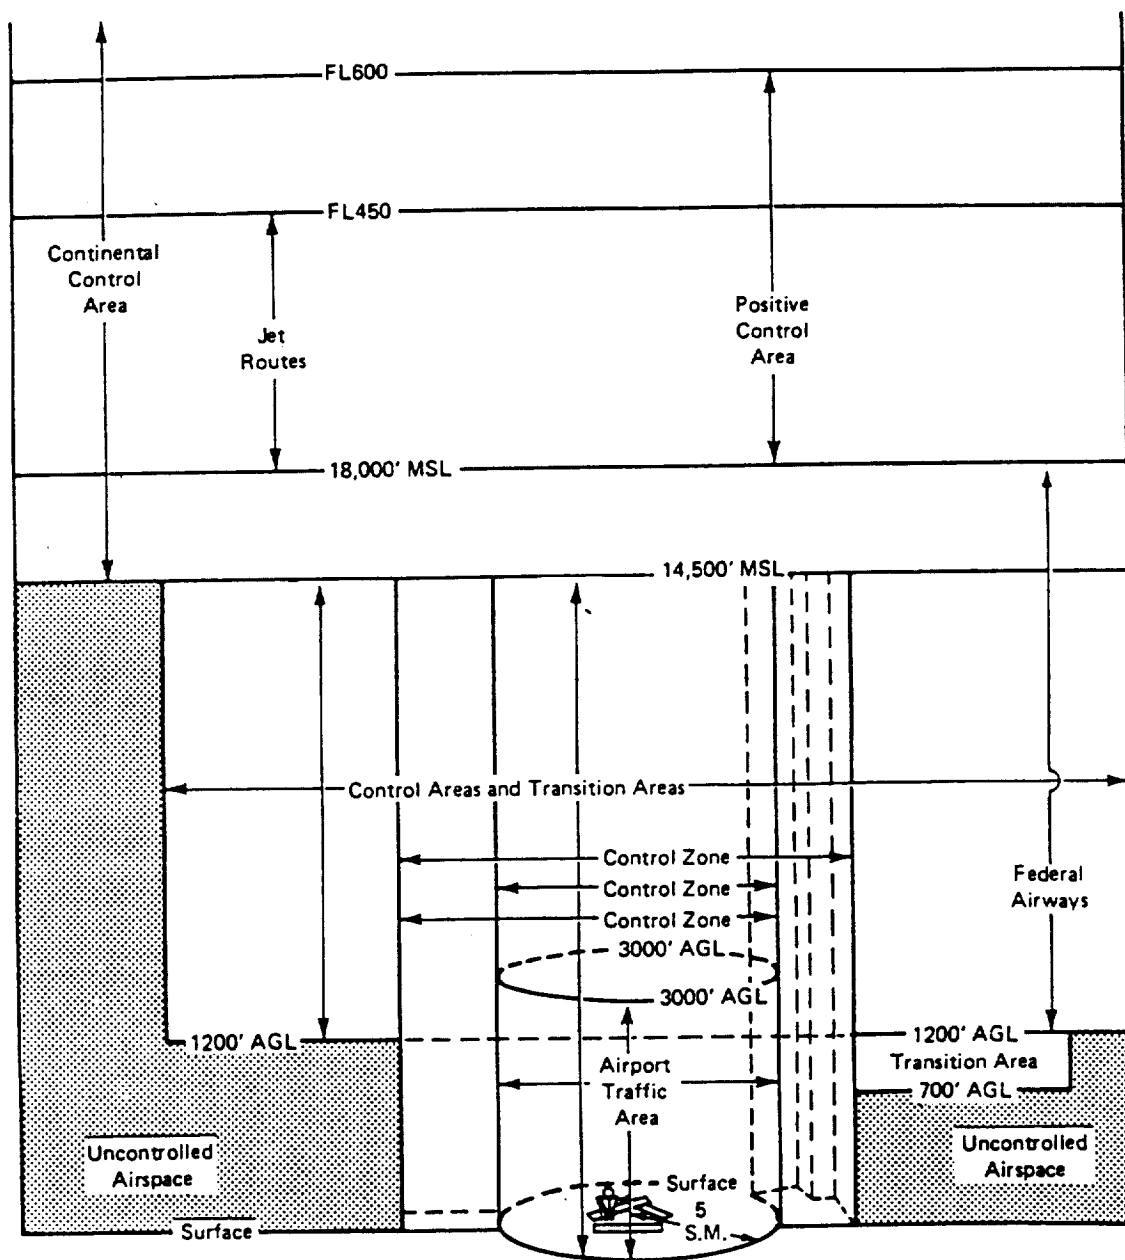 FL600
FL450
Continental
Control
Area
Jet
Routes
Positive
Control
Area
18,000' MSL
14,500' MSL
Control Areas and Transition Areas
Control Zone
Control Zone
Control Zone
Federal
Airways
3000' AGL
3000' AGL
1200' AGL
1200' AGL
Transition Area
700' AGL
Airport
Traffic
Area
Uncontrolled
Airspace
Uncontrolled
Airspace
Surface
5
S.M.
Surface